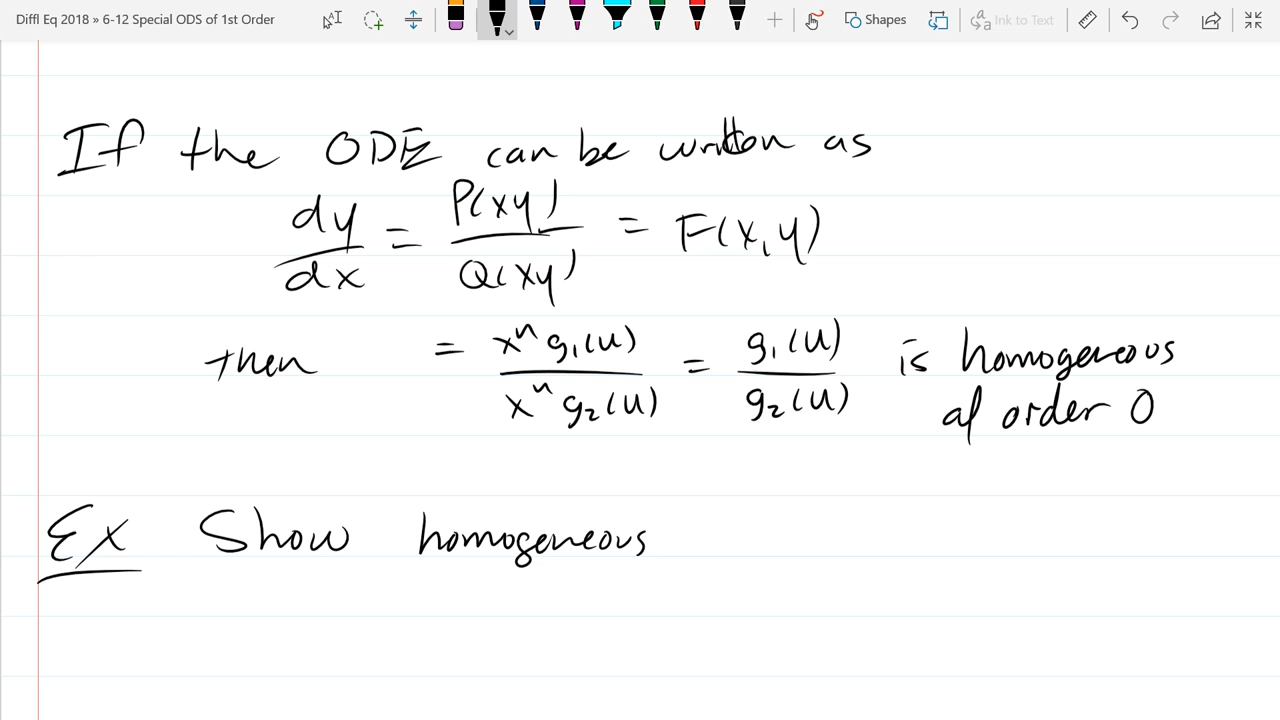 Diffl Eq 2018 » 6-12 Special ODS of 1st Order
Shapes
Ink to Text
If the ODE can be written as
dy/dx = P(xy)/Q(xy) = F(x,y)
then = xⁿ g₁(u)/xⁿ g₂(u) = g₁(u)/g₂(u) is homogeneous
of order 0
Ex Show homogeneous